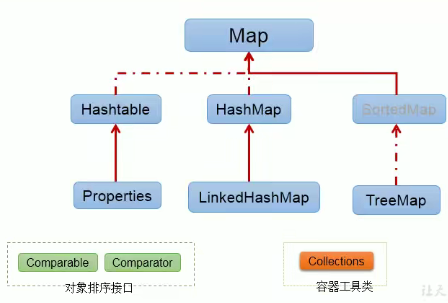 Map
Hashtable
HashMap
SortedMap
Properties
LinkedHashMap
TreeMap
Comparable
Comparator
Collections
对象排序接口
容器工具类